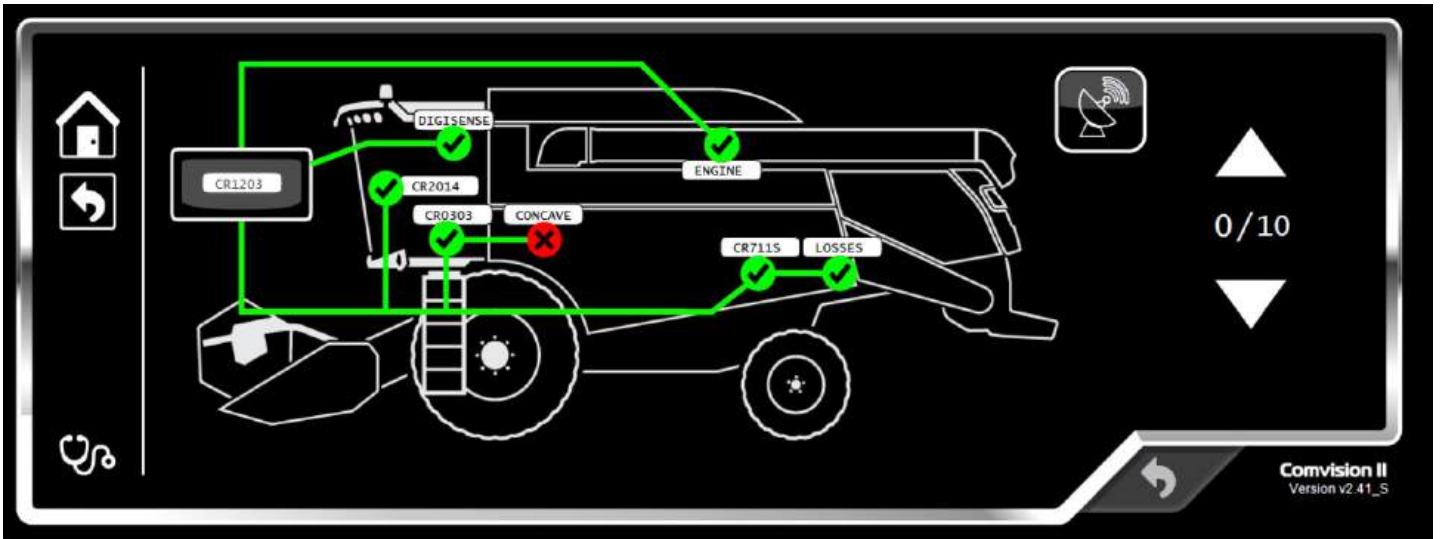 DIGISENSE
ENGINE
CR1203
CR2014
CR0303 CONCAVE
CR711S LOSSES
0/10
Comvision II
Version v2.41_S